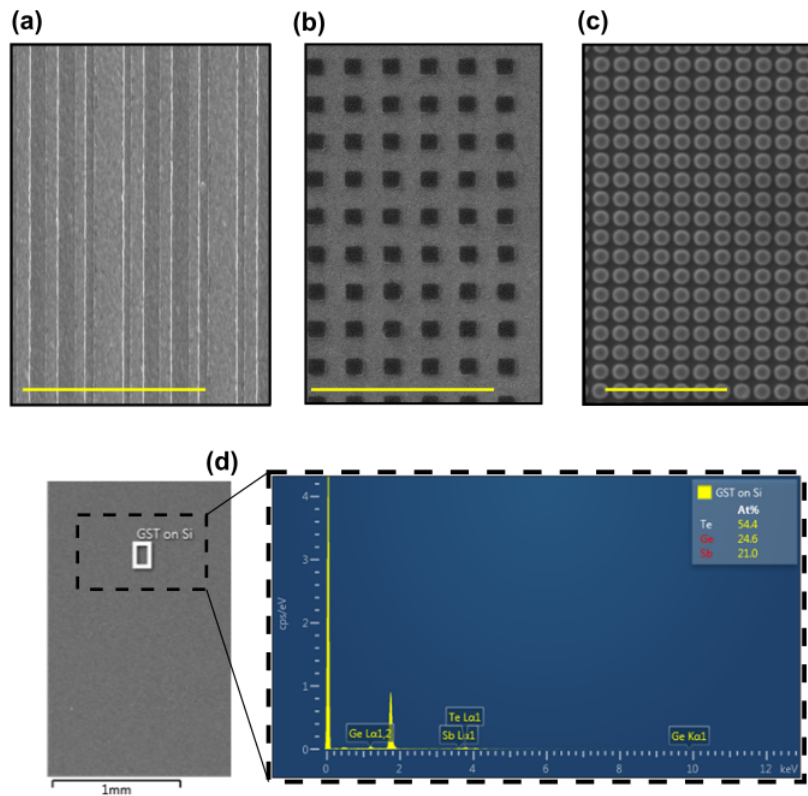 (a)
(b)
(c)
(d)
GST on Si
1mm
GST on Si
At%
Te 54.4
Ge 24.6
Sb 21.0
cps/eV
4
3
2
1
0
Te Lα1
Ge Lα1,2
Sb Lα1
Ge Kα1
0 2 4 6 8 10 12 keV